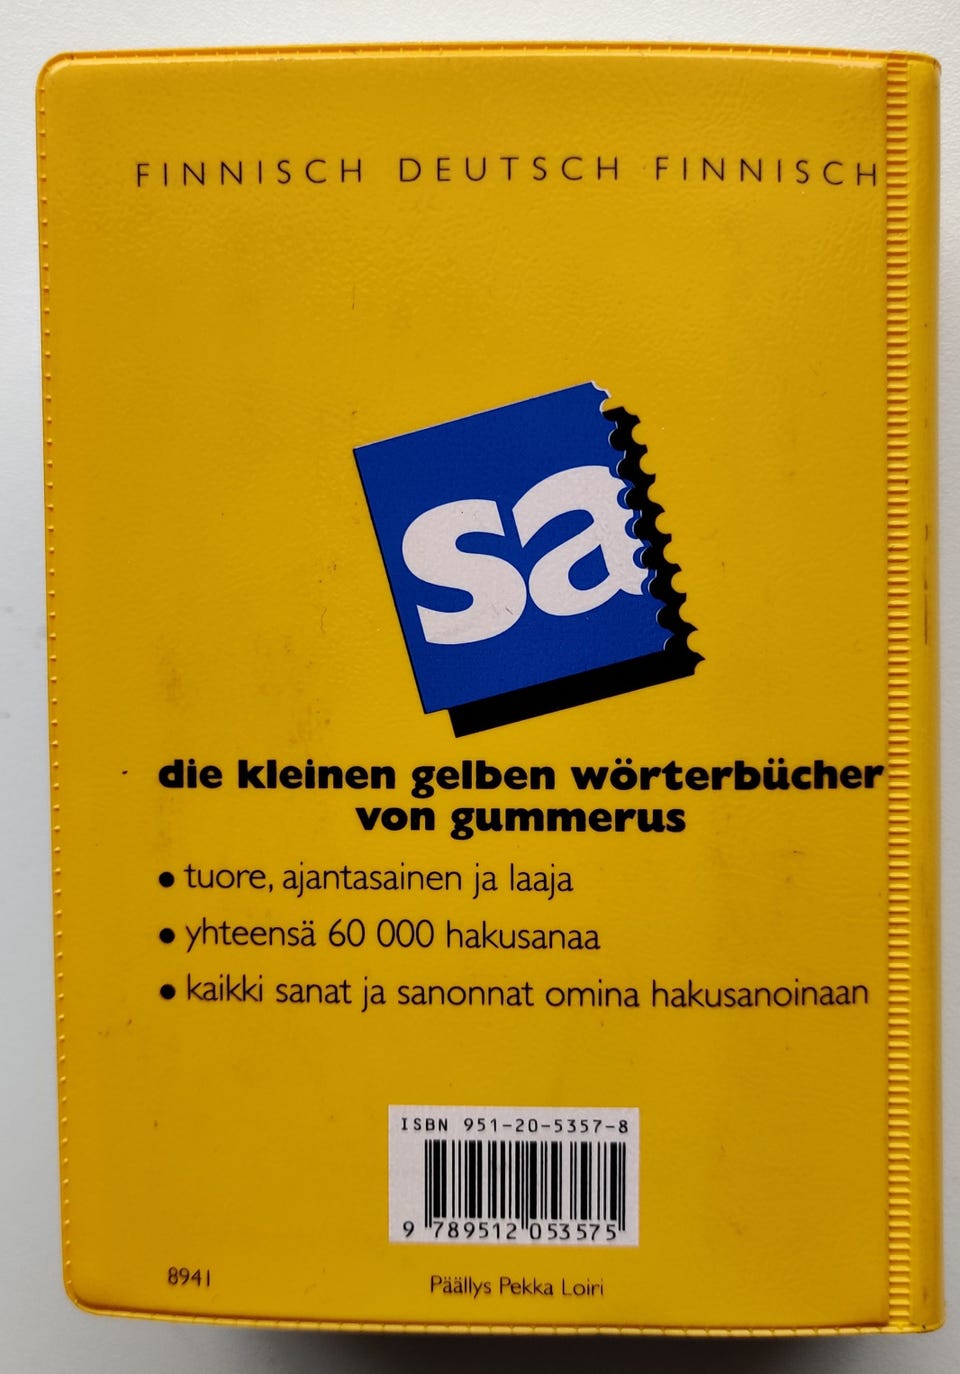 FINNISCH DEUTSCH FINNISCH
sa
die kleinen gelben wörterbücher
von gummerus
• tuore, ajantasainen ja laaja
• yhteensä 60 000 hakusanaa
• kaikki sanat ja sanonnat omina hakusanoinaan
ISBN 951-20-5357-8
9 789512 053575
8941
Päällys Pekka Loiri